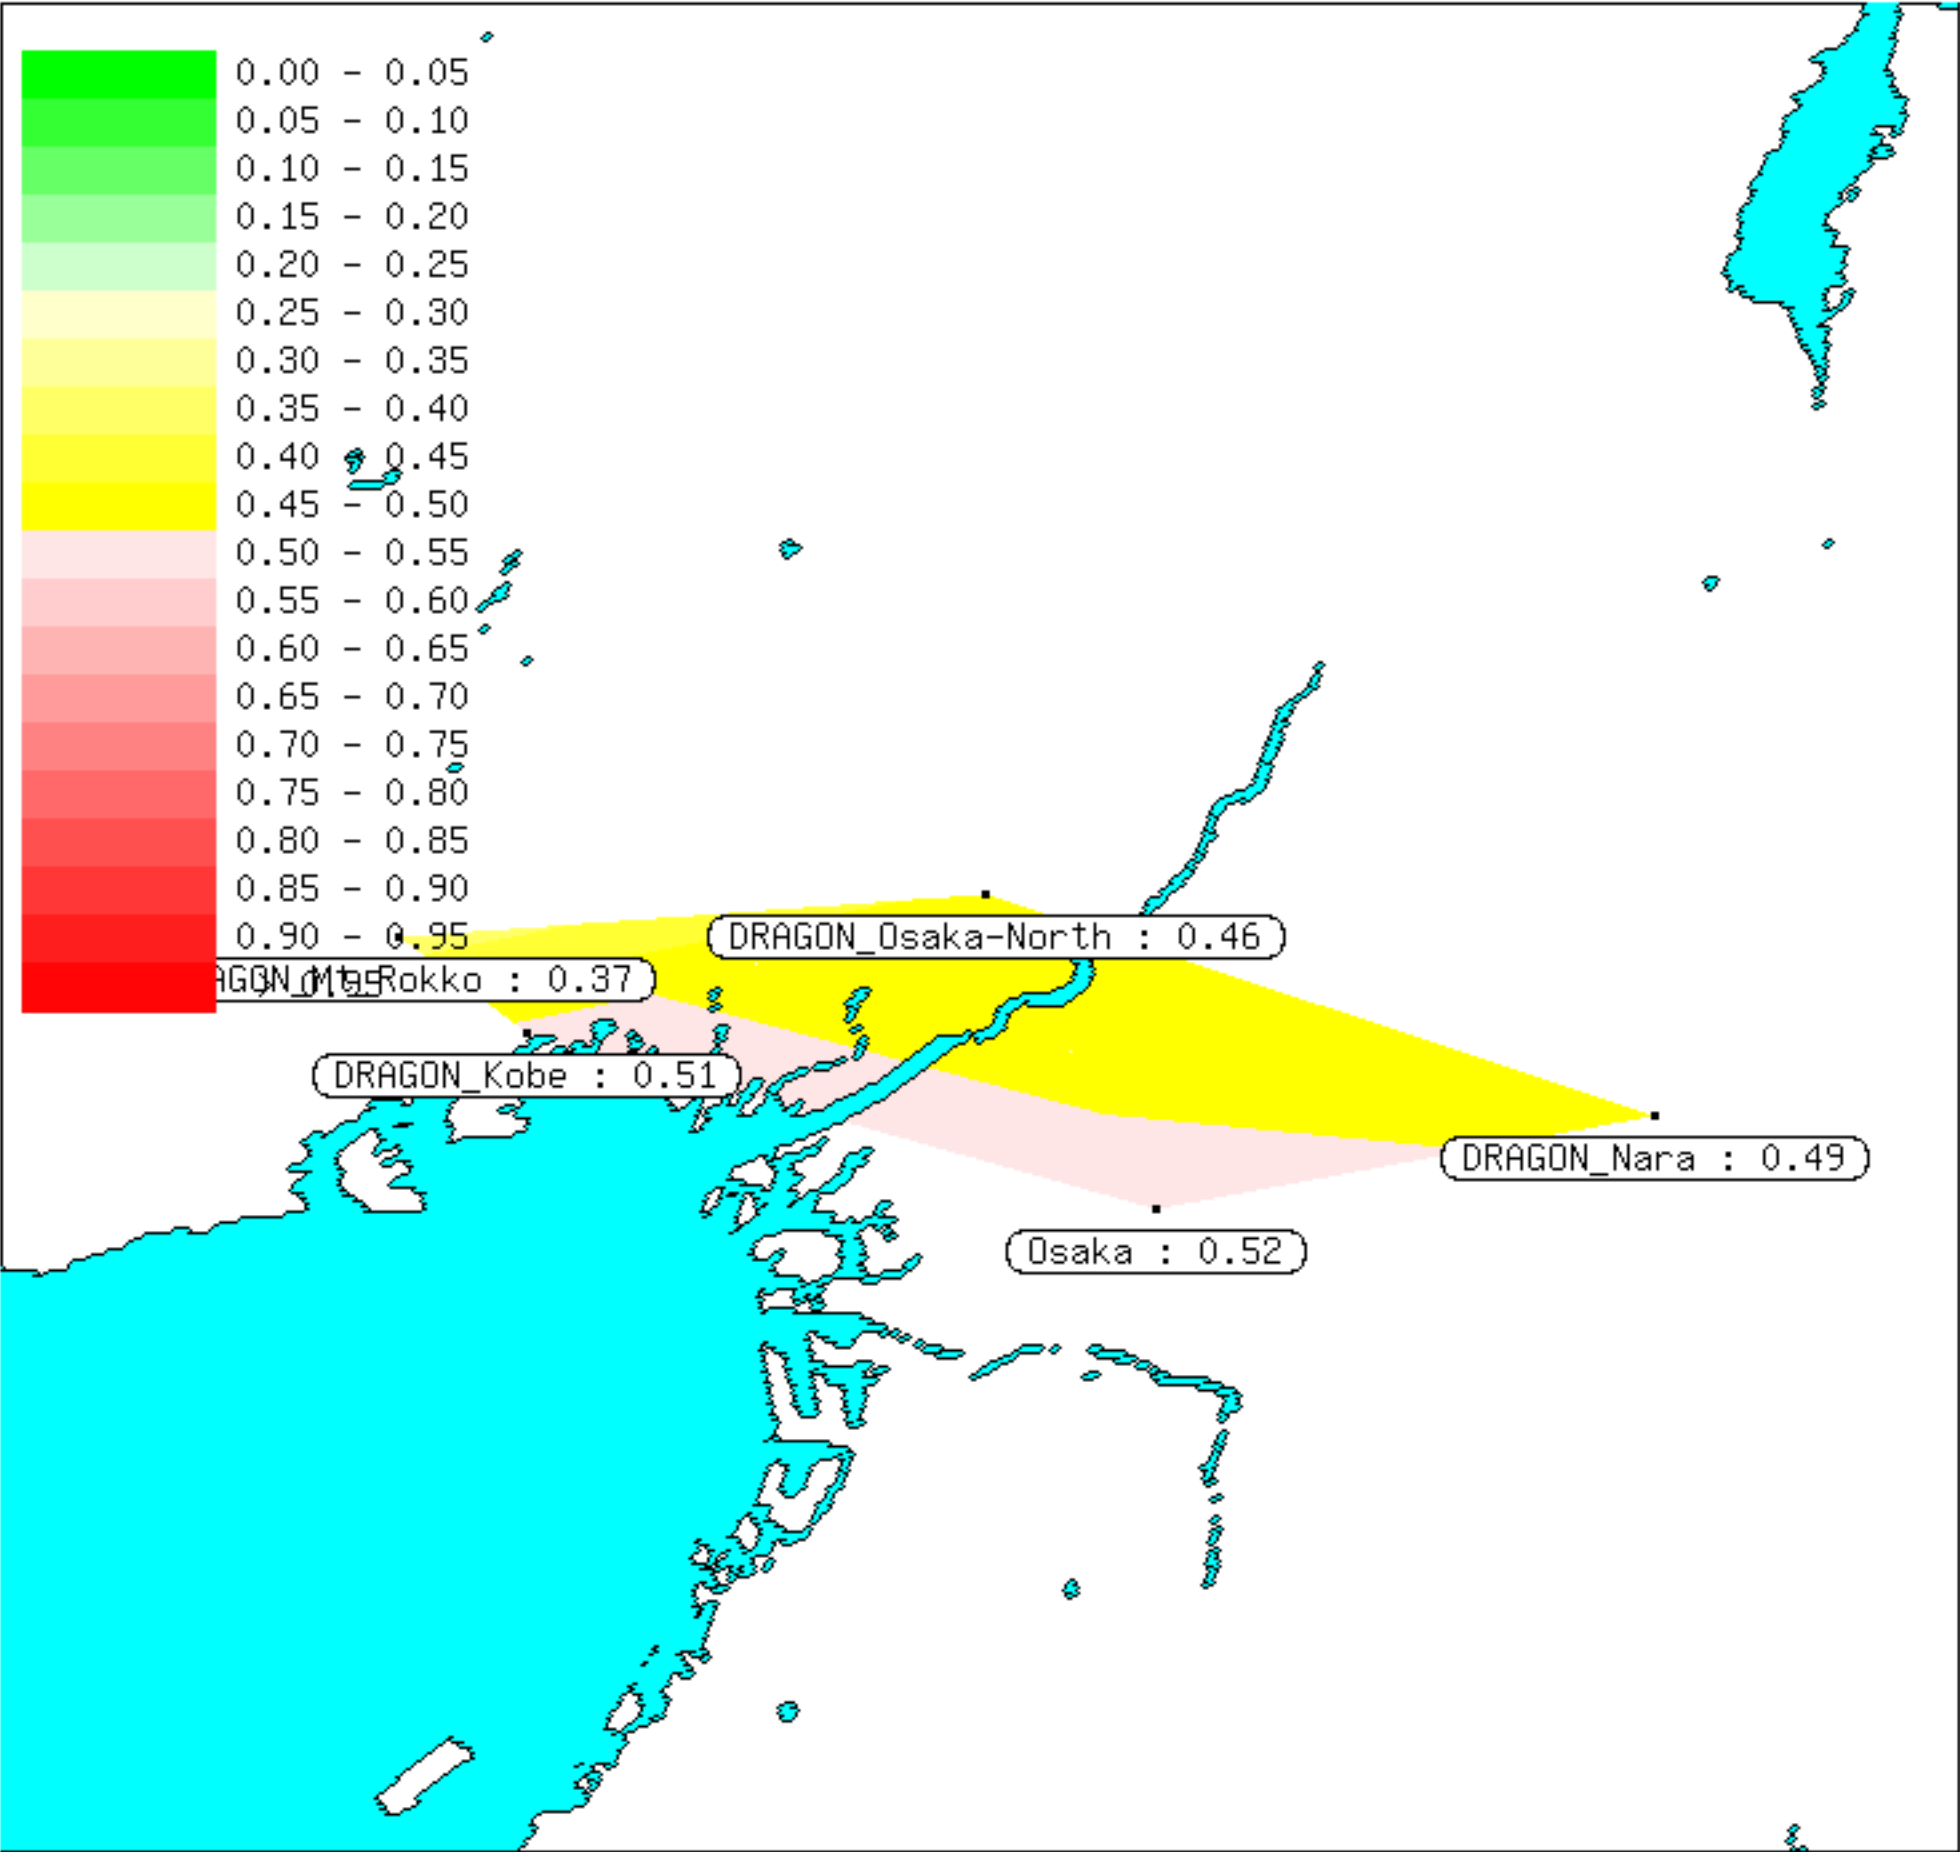 0.00 - 0.05
0.05 - 0.10
0.10 - 0.15
0.15 - 0.20
0.20 - 0.25
0.25 - 0.30
0.30 - 0.35
0.35 - 0.40
0.40 - 0.45
0.45 - 0.50
0.50 - 0.55
0.55 - 0.60
0.60 - 0.65
0.65 - 0.70
0.70 - 0.75
0.75 - 0.80
0.80 - 0.85
0.85 - 0.90
0.90 - 0.95
DRAGON_Osaka-North : 0.46
AGON_Mt_Rokko : 0.37
> 0.95
DRAGON_Kobe : 0.51
DRAGON_Nara : 0.49
Osaka : 0.52